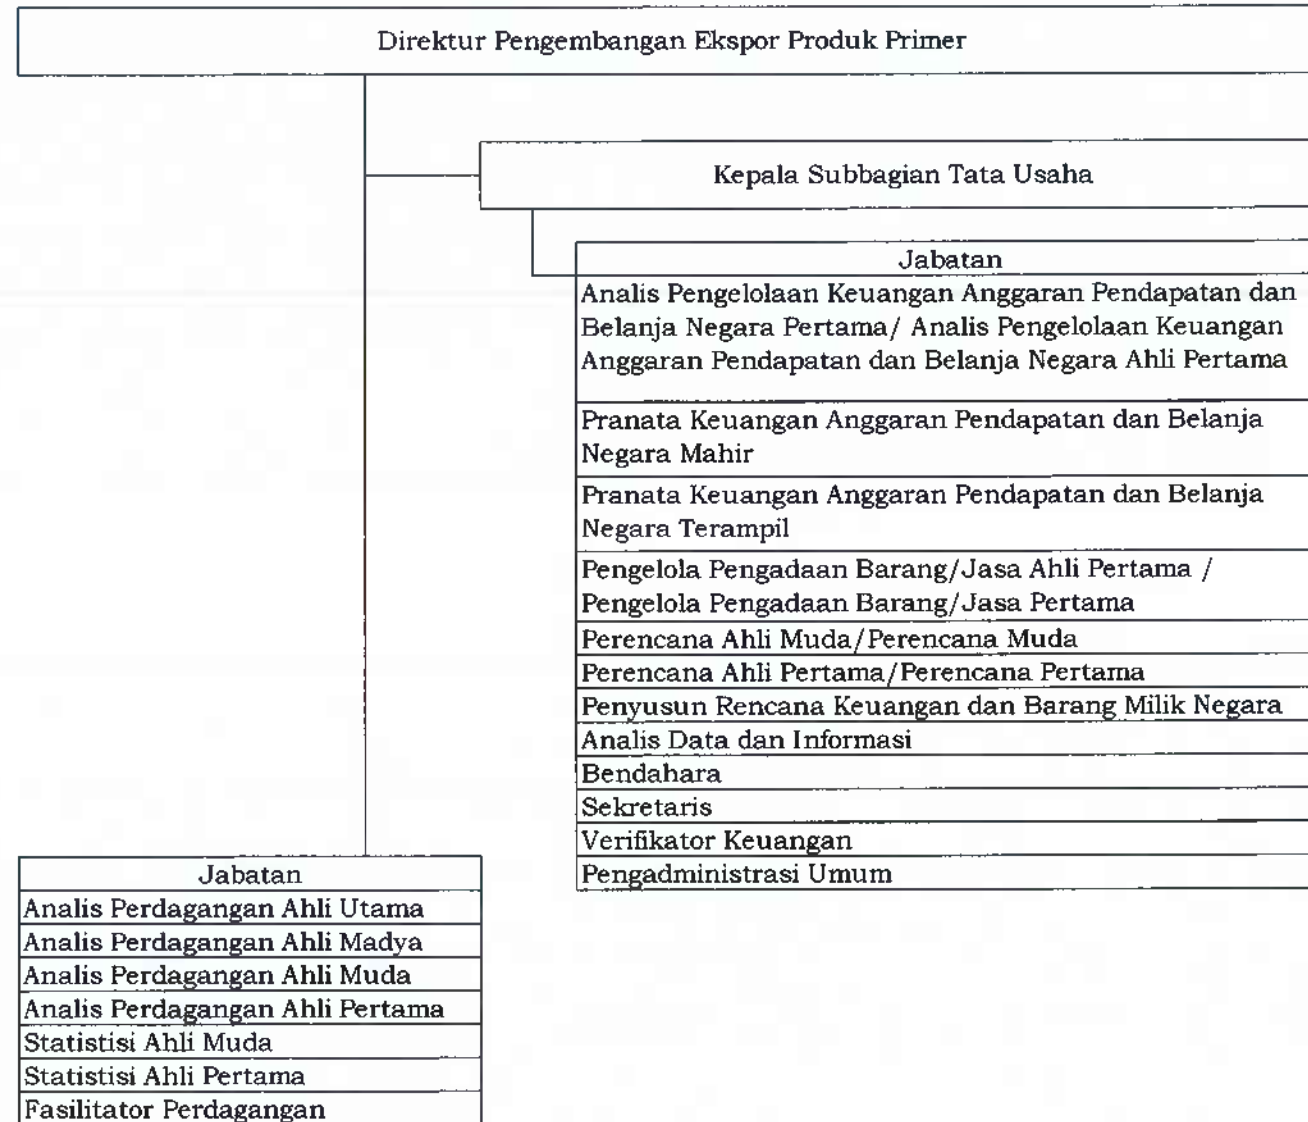 Direktur Pengembangan Ekspor Produk Primer
Kepala Subbagian Tata Usaha
Jabatan
Analis Pengelolaan Keuangan Anggaran Pendapatan dan
Belanja Negara Pertama/ Analis Pengelolaan Keuangan
Anggaran Pendapatan dan Belanja Negara Ahli Pertama
Pranata Keuangan Anggaran Pendapatan dan Belanja
Negara Mahir
Pranata Keuangan Anggaran Pendapatan dan Belanja
Negara Terampil
Pengelola Pengadaan Barang/Jasa Ahli Pertama /
Pengelola Pengadaan Barang/Jasa Pertama
Perencana Ahli Muda/Perencana Muda
Perencana Ahli Pertama/Perencana Pertama
Penyusun Rencana Keuangan dan Barang Milik Negara
Analis Data dan Informasi
Bendahara
Sekretaris
Verifikator Keuangan
Pengadministrasi Umum
Jabatan
Analis Perdagangan Ahli Utama
Analis Perdagangan Ahli Madya
Analis Perdagangan Ahli Muda
Analis Perdagangan Ahli Pertama
Statistisi Ahli Muda
Statistisi Ahli Pertama
Fasilitator Perdagangan